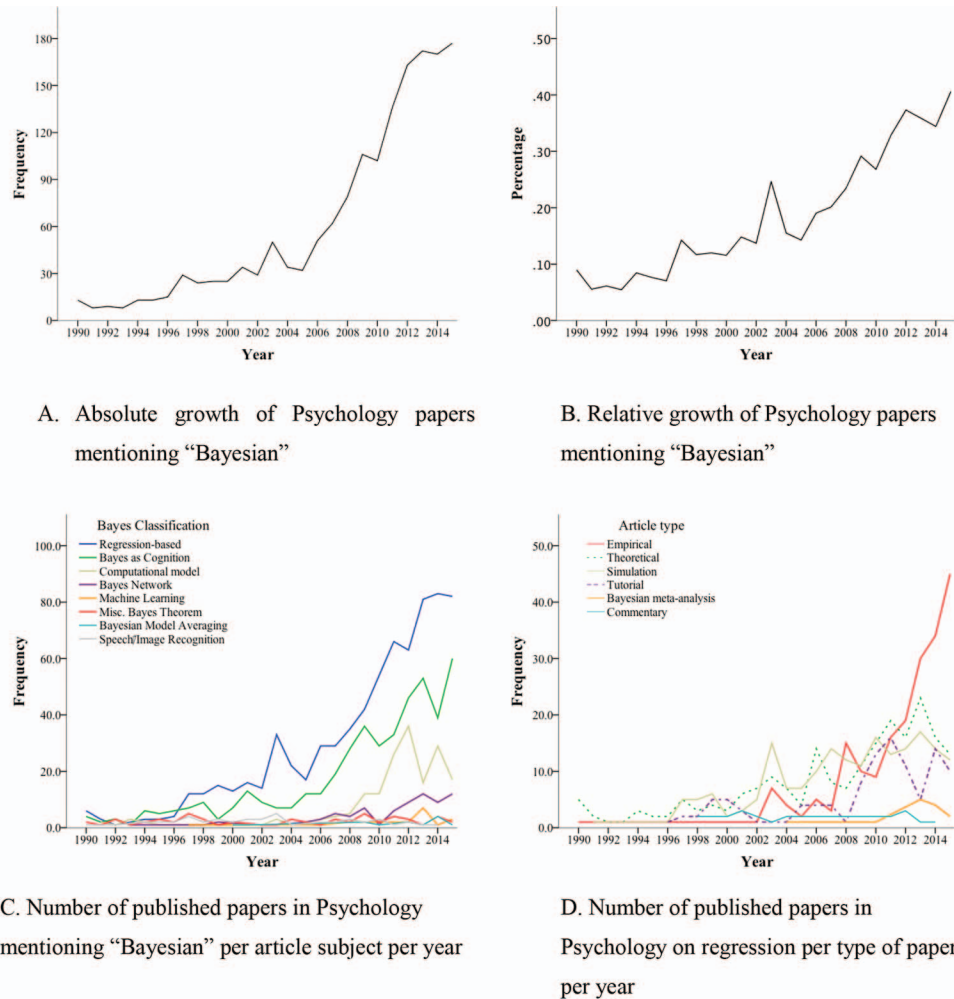 180
150
120
90
60
30
0
Frequency
1990 1992 1994 1996 1998 2000 2002 2004 2006 2008 2010 2012 2014
Year
A. Absolute growth of Psychology papers
mentioning “Bayesian”
.50
.40
.30
.20
.10
.00
Percentage
1990 1992 1994 1996 1998 2000 2002 2004 2006 2008 2010 2012 2014
Year
B. Relative growth of Psychology papers
mentioning “Bayesian”
Bayes Classification
Regression-based
Bayes as Cognition
Computational model
Bayes Network
Machine Learning
Misc. Bayes Theorem
Bayesian Model Averaging
Speech/Image Recognition
100.0
80.0
60.0
40.0
20.0
0.0
Frequency
1990 1992 1994 1996 1998 2000 2002 2004 2006 2008 2010 2012 2014
Year
C. Number of published papers in Psychology
mentioning “Bayesian” per article subject per year
Article type
Empirical
Theoretical
Simulation
Tutorial
Bayesian meta-analysis
Commentary
50.0
40.0
30.0
20.0
10.0
0.0
Frequency
1990 1992 1994 1996 1998 2000 2002 2004 2006 2008 2010 2012 2014
Year
D. Number of published papers in
Psychology on regression per type of paper
per year